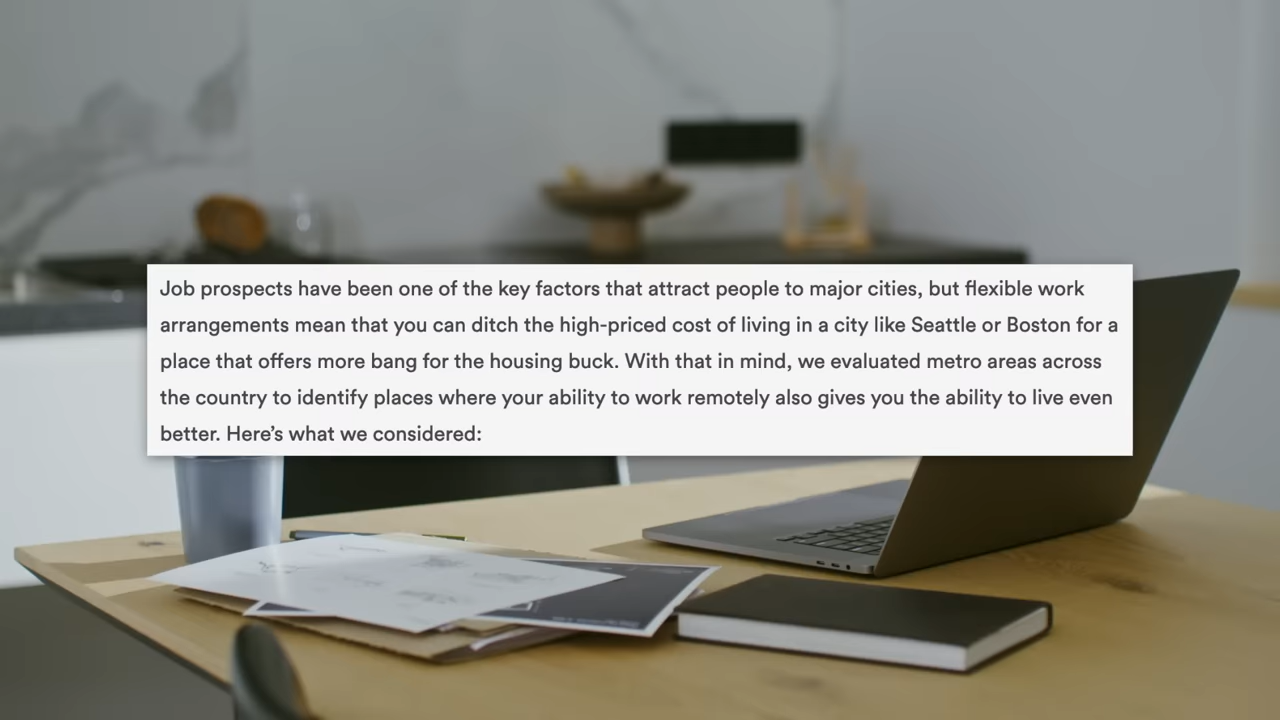 Job prospects have been one of the key factors that attract people to major cities, but flexible work
arrangements mean that you can ditch the high-priced cost of living in a city like Seattle or Boston for a
place that offers more bang for the housing buck. With that in mind, we evaluated metro areas across
the country to identify places where your ability to work remotely also gives you the ability to live even
better. Here’s what we considered: